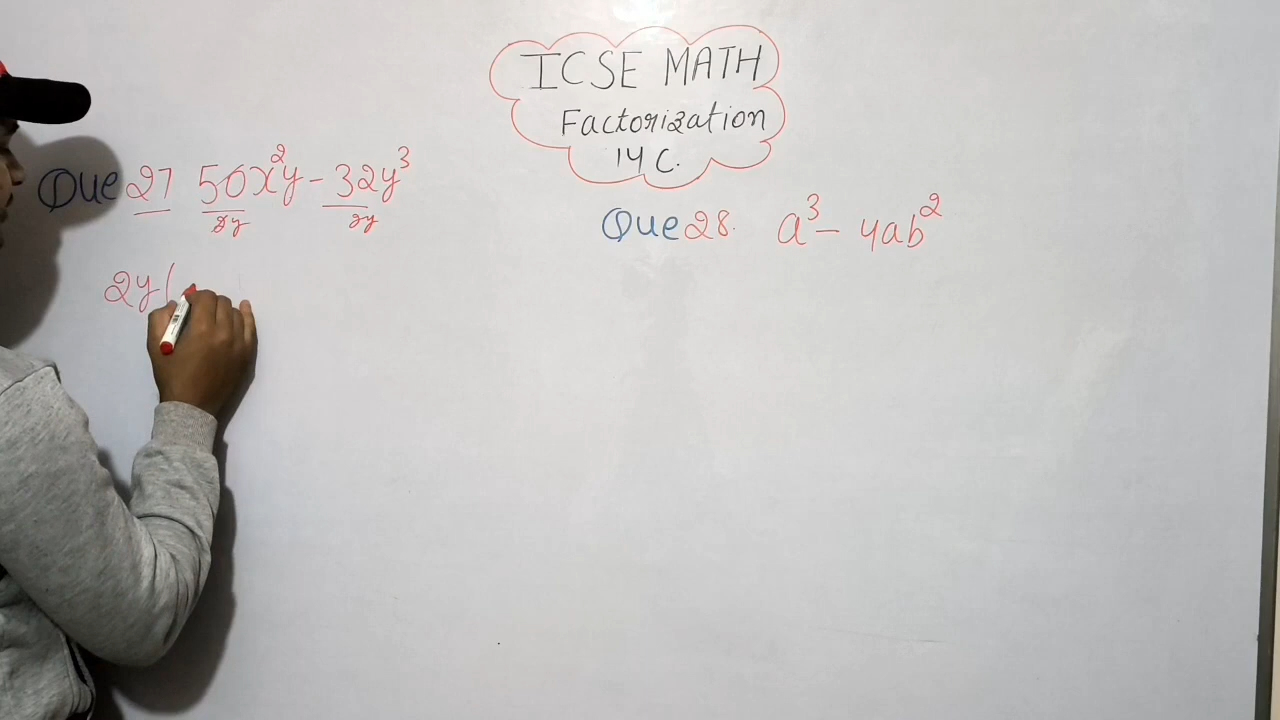 ICSE MATH
Factorization
14 C.
Que 27 50x²y - 32y³
2y 2y
2y(
Que 28. a³ - 4ab²